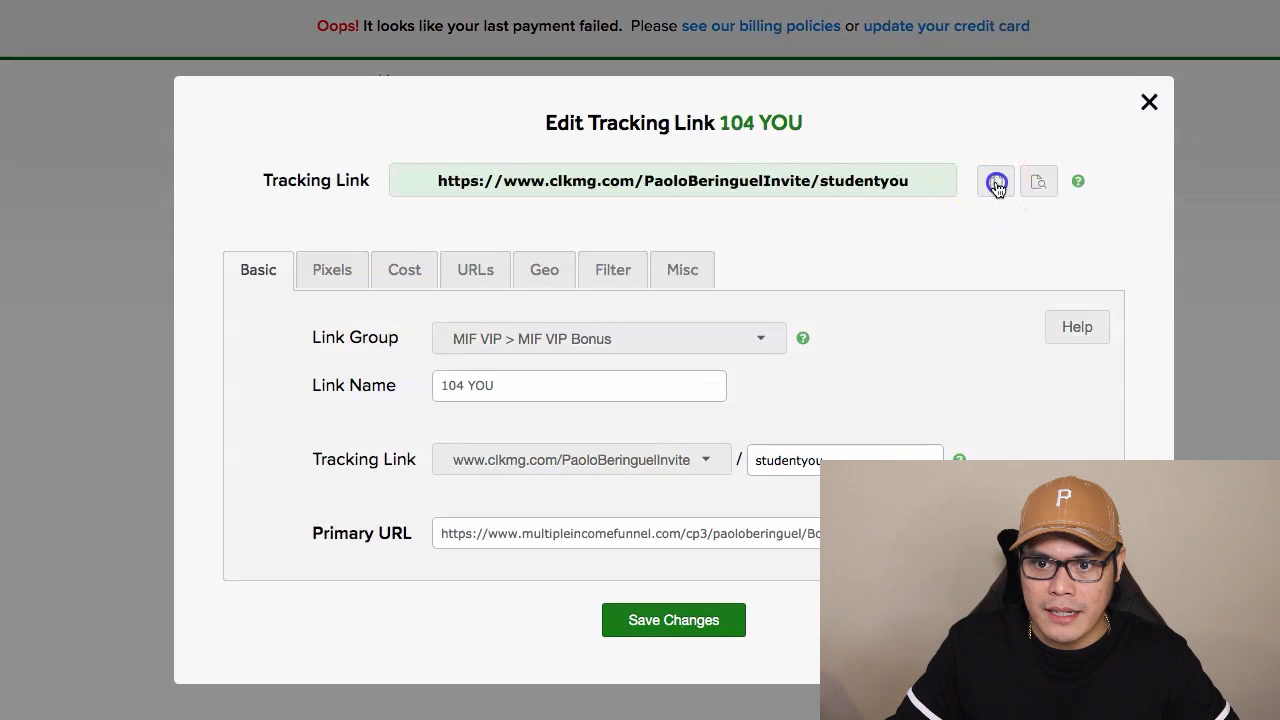 Oops! It looks like your last payment failed. Please see our billing policies or update your credit card
Edit Tracking Link 104 YOU
Tracking Link https://www.clkmg.com/PaoloBeringuelInvite/studentyou
Basic Pixels Cost URLs Geo Filter Misc
Help
Link Group MIF VIP > MIF VIP Bonus
Link Name 104 YOU
Tracking Link www.clkmg.com/PaoloBeringuelInvite / studentyou
Primary URL https://www.multipleincomefunnel.com/cp3/paoloberinguel/Bo
Save Changes
P